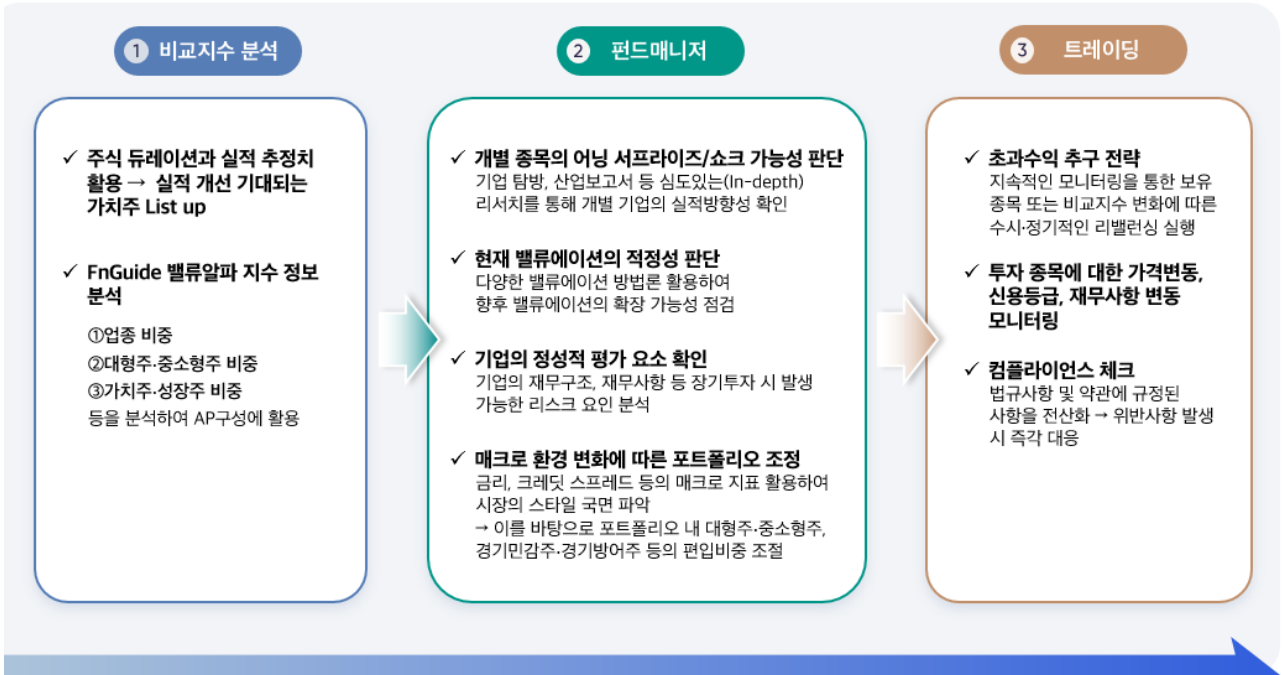 1 비교지수 분석
✓ 주식 듀레이션과 실적 추정치
활용 → 실적 개선 기대되는
가치주 List up
✓ FnGuide 밸류알파 지수 정보
분석
①업종 비중
②대형주·중소형주 비중
③가치주·성장주 비중
등을 분석하여 AP구성에 활용
2 펀드매니저
✓ 개별 종목의 어닝 서프라이즈/쇼크 가능성 판단
기업 탐방, 산업보고서 등 심도있는(In-depth)
리서치를 통해 개별 기업의 실적방향성 확인
✓ 현재 밸류에이션의 적정성 판단
다양한 밸류에이션 방법론 활용하여
향후 밸류에이션의 확장 가능성 점검
✓ 기업의 정성적 평가 요소 확인
기업의 재무구조, 재무사항 등 장기투자 시 발생
가능한 리스크 요인 분석
✓ 매크로 환경 변화에 따른 포트폴리오 조정
금리, 크레딧 스프레드 등의 매크로 지표 활용하여
시장의 스타일 국면 파악
→ 이를 바탕으로 포트폴리오 내 대형주·중소형주,
경기민감주·경기방어주 등의 편입비중 조절
3 트레이딩
✓ 초과수익 추구 전략
지속적인 모니터링을 통한 보유
종목 또는 비교지수 변화에 따른
수시·정기적인 리밸런싱 실행
✓ 투자 종목에 대한 가격변동,
신용등급, 재무사항 변동
모니터링
✓ 컴플라이언스 체크
법규사항 및 약관에 규정된
사항을 전산화 → 위반사항 발생
시 즉각 대응